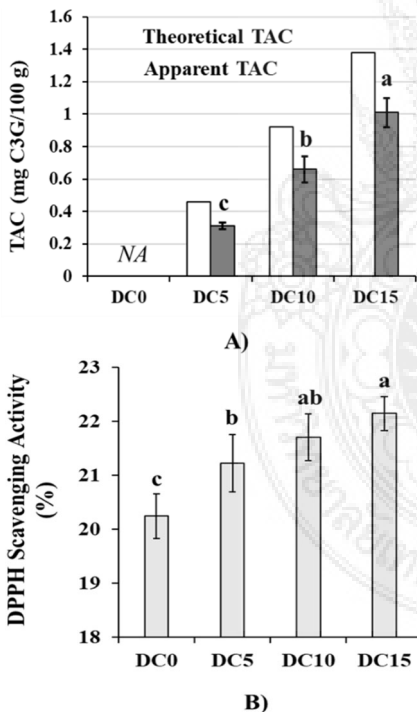 TAC (mg C3G/100 g)
1.6
1.4
1.2
1
0.8
0.6
0.4
0.2
0
Theoretical TAC
Apparent TAC
NA
c
b
a
DC0 DC5 DC10 DC15
A)
DPPH Scavenging Activity
(%)
23
22
21
20
19
18
c
b
ab
a
DC0 DC5 DC10 DC15
B)